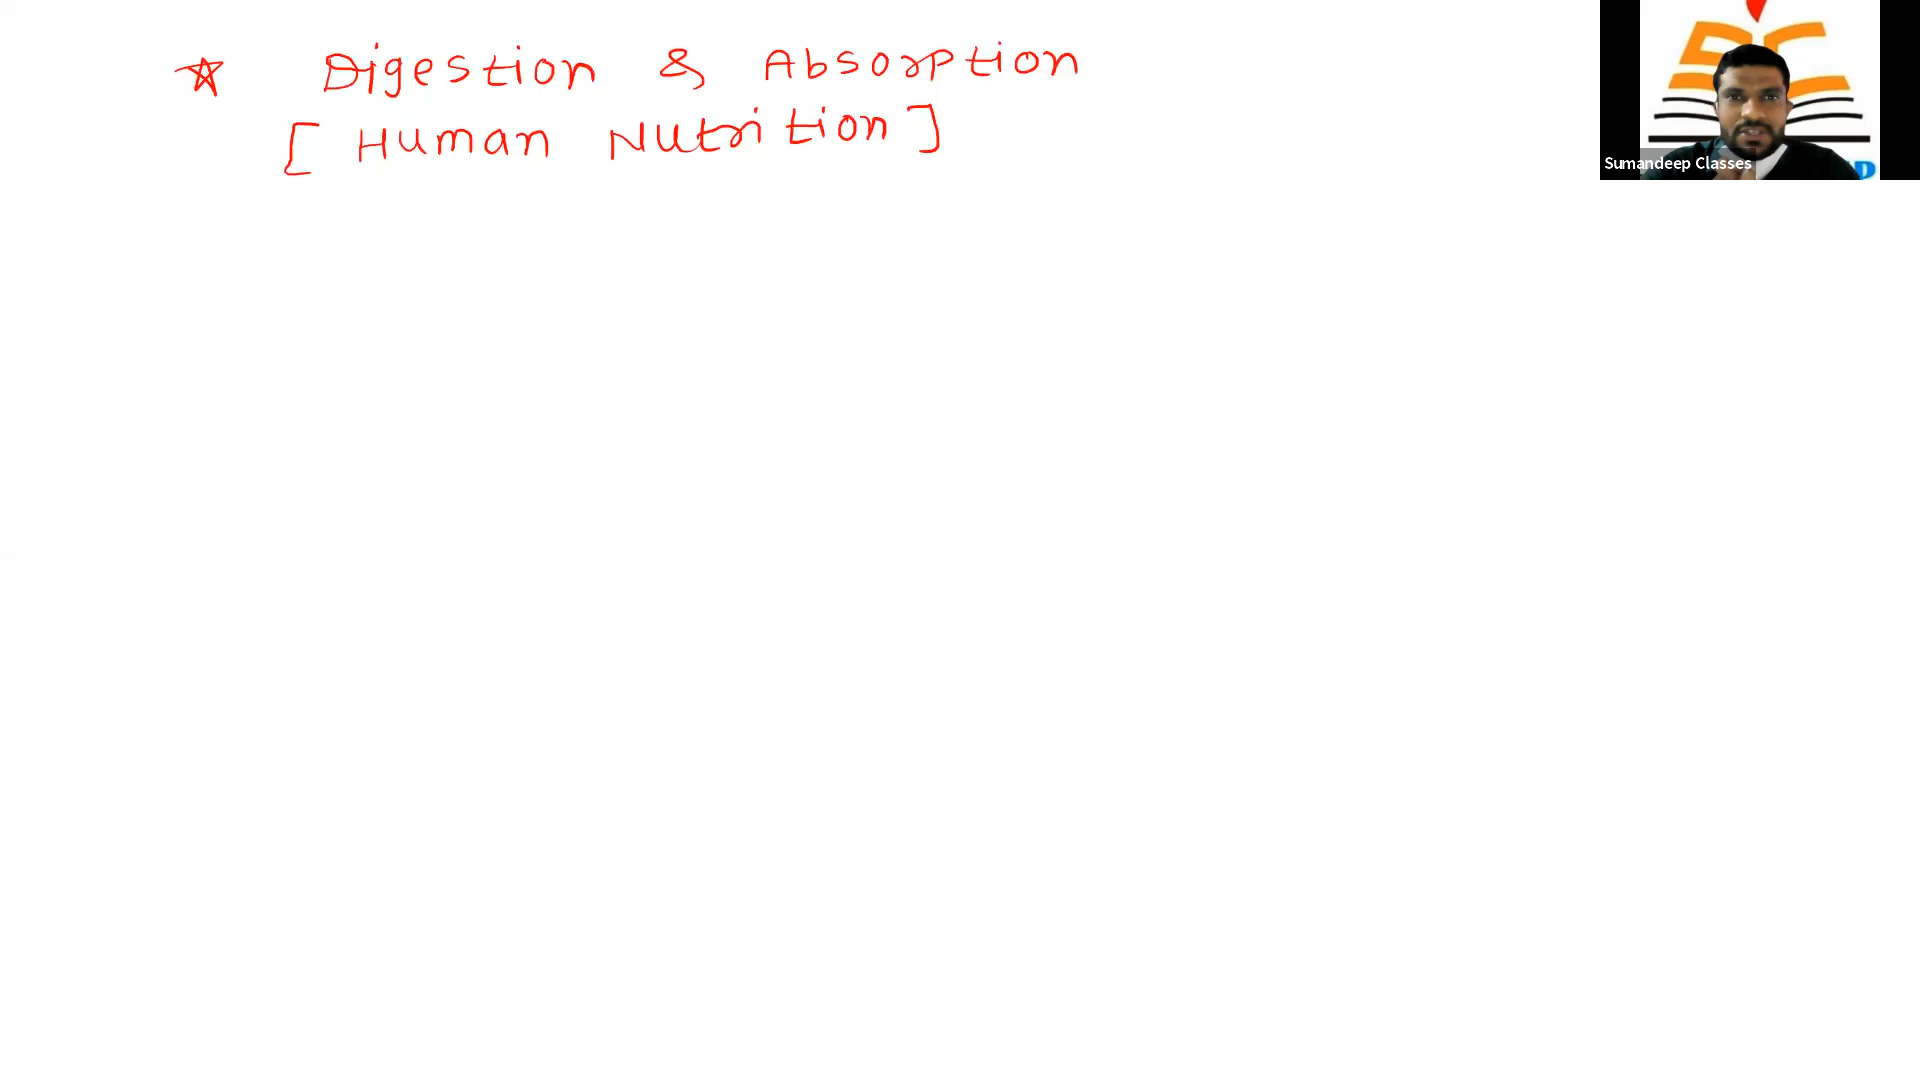 ☆ Digestion & Absorption
[ Human Nutrition ]
Sumandeep Classes